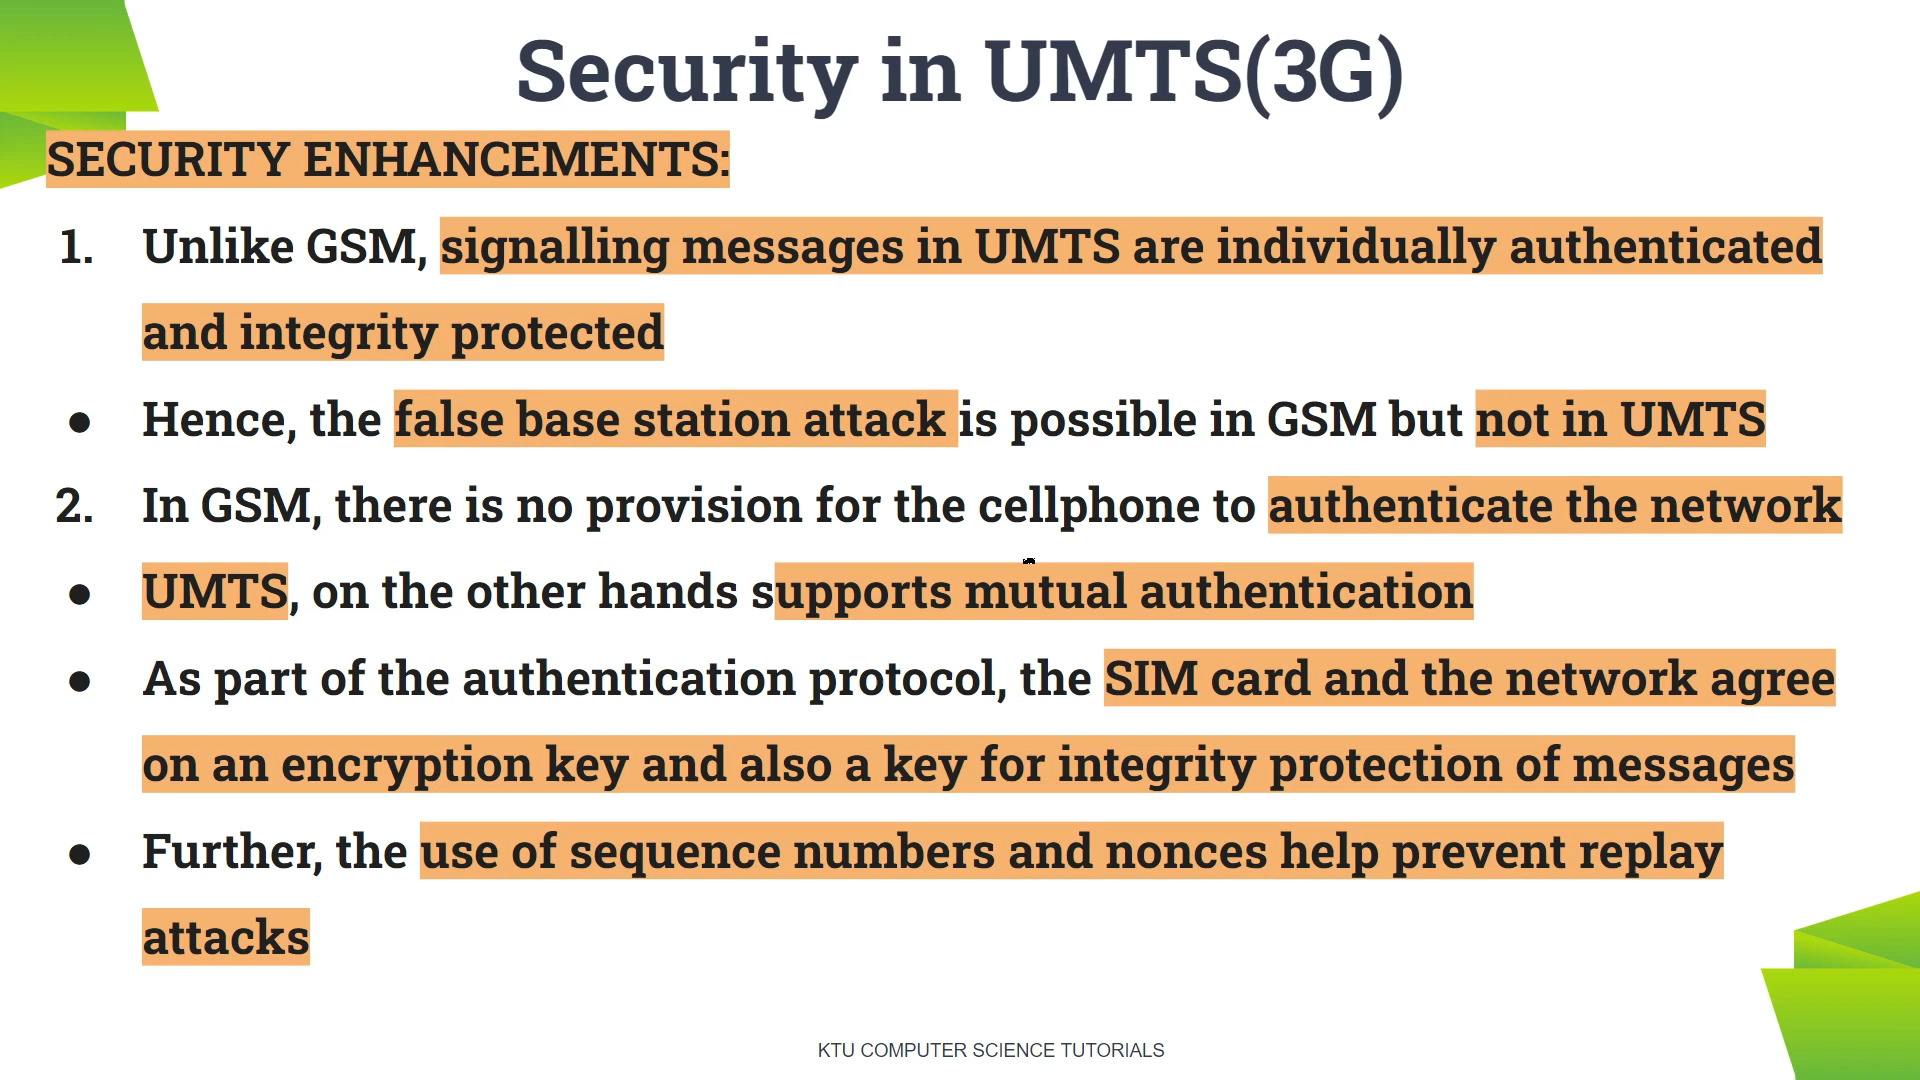 Security in UMTS(3G)
SECURITY ENHANCEMENTS:
1. Unlike GSM, signalling messages in UMTS are individually authenticated
and integrity protected
● Hence, the false base station attack is possible in GSM but not in UMTS
2. In GSM, there is no provision for the cellphone to authenticate the network
● UMTS, on the other hands supports mutual authentication
● As part of the authentication protocol, the SIM card and the network agree
on an encryption key and also a key for integrity protection of messages
● Further, the use of sequence numbers and nonces help prevent replay
attacks
KTU COMPUTER SCIENCE TUTORIALS